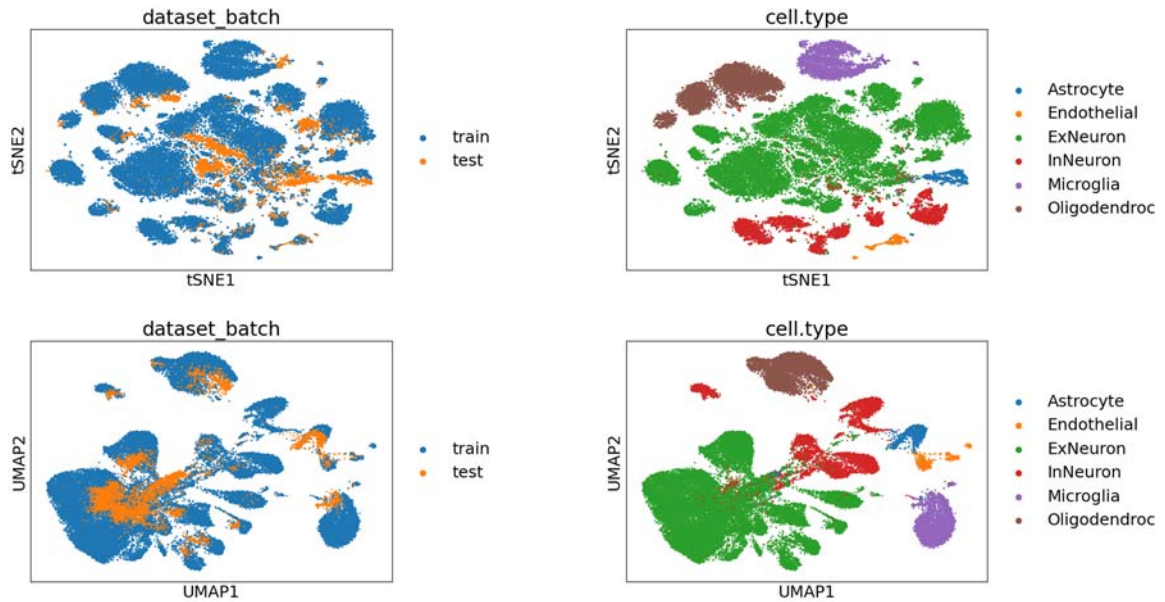 dataset_batch
tSNE2
tSNE1
train
test
cell.type
tSNE2
tSNE1
Astrocyte
Endothelial
ExNeuron
InNeuron
Microglia
Oligodendroc
dataset_batch
UMAP2
UMAP1
train
test
cell.type
UMAP2
UMAP1
Astrocyte
Endothelial
ExNeuron
InNeuron
Microglia
Oligodendroc